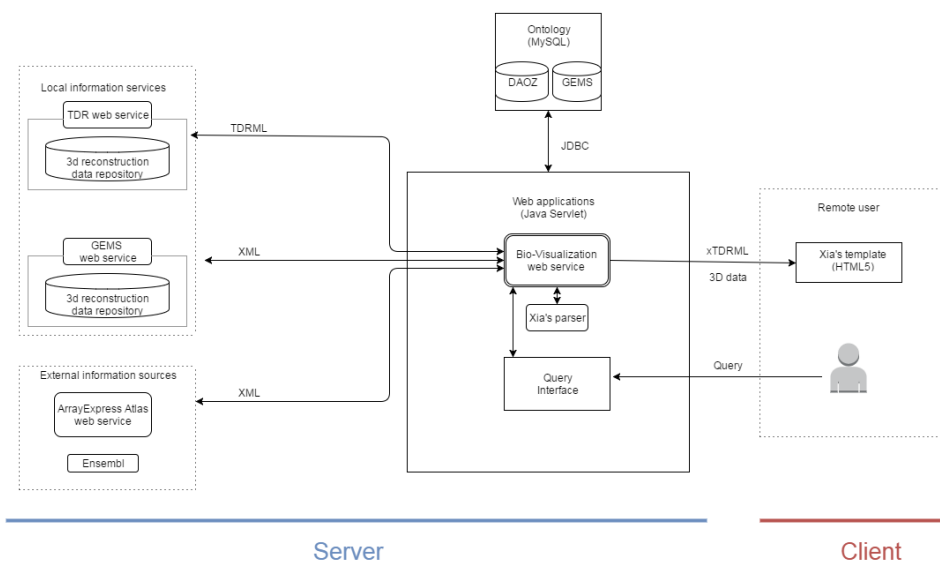 Ontology
(MySQL)
DAOZ
GEMS
JDBC
Local information services
TDR web service
3d reconstruction
data repository
TDRML
GEMS
web service
3d reconstruction
data repository
XML
External information sources
ArrayExpress Atlas
web service
Ensembl
XML
Web applications
(Java Servlet)
Bio-Visualization
web service
Xia's parser
Query
Interface
xTDRML
3D data
Query
Remote user
Xia's template
(HTML5)
Server
Client